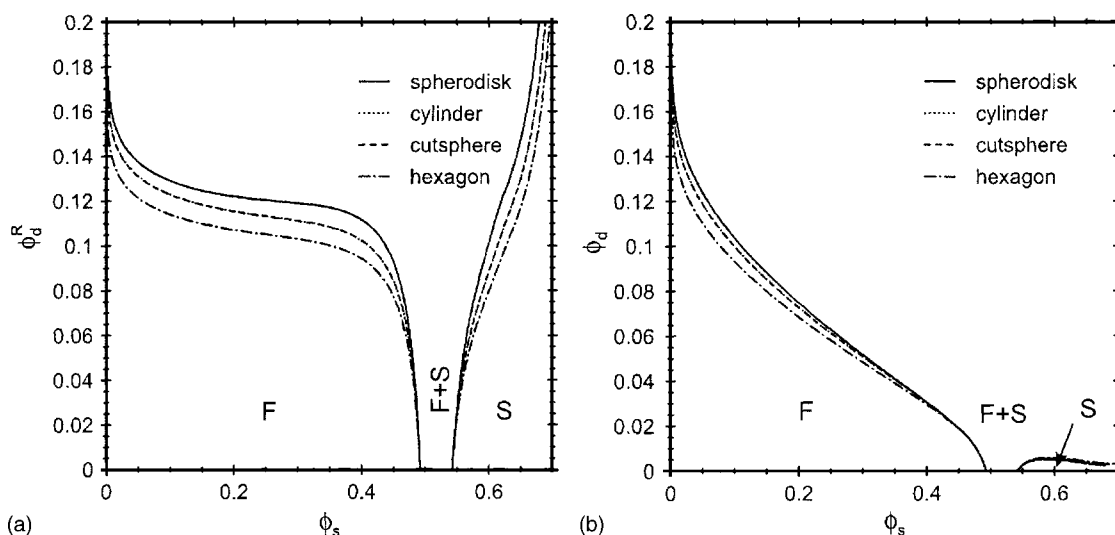 0.2
0.18
0.16
0.14
0.12
0.1
0.08
0.06
0.04
0.02
0
ϕ_d^R
spherodisk
cylinder
cutsphere
hexagon
F
F+S
S
0 0.2 0.4 0.6
(a) ϕ_s
0.2
0.18
0.16
0.14
0.12
0.1
0.08
0.06
0.04
0.02
0
ϕ_d
spherodisk
cylinder
cutsphere
hexagon
F
F+S
S
0 0.2 0.4 0.6
(b) ϕ_s